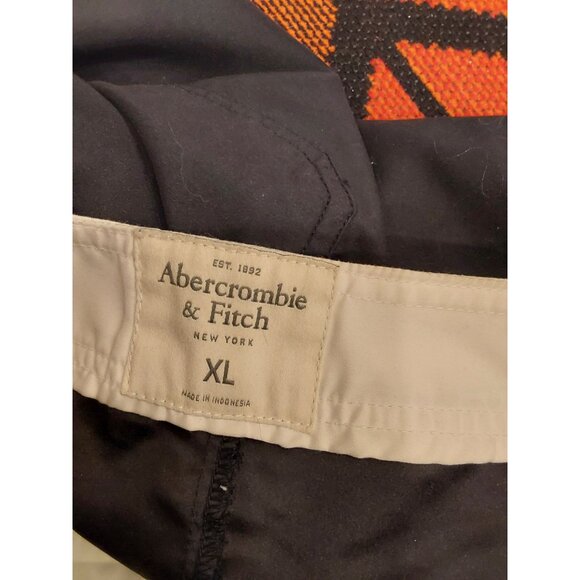 EST. 1892
Abercrombie
& Fitch
NEW YORK
XL
MADE IN INDONESIA